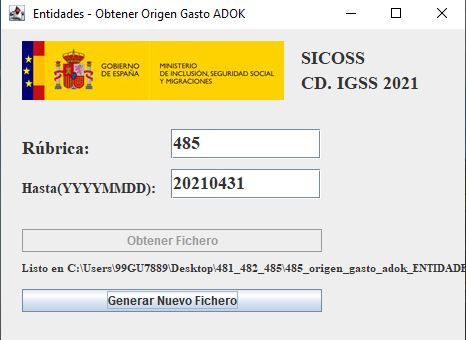 Entidades - Obtener Origen Gasto ADOK
GOBIERNO
DE ESPAÑA
MINISTERIO
DE INCLUSIÓN, SEGURIDAD SOCIAL
Y MIGRACIONES
SICOSS
CD. IGSS 2021
Rúbrica:
485
Hasta(YYYYMMDD):
20210431
Obtener Fichero
Listo en C:\Users\99GU7889\Desktop\481_482_485\485_origen_gasto_adok_ENTIDADE
Generar Nuevo Fichero